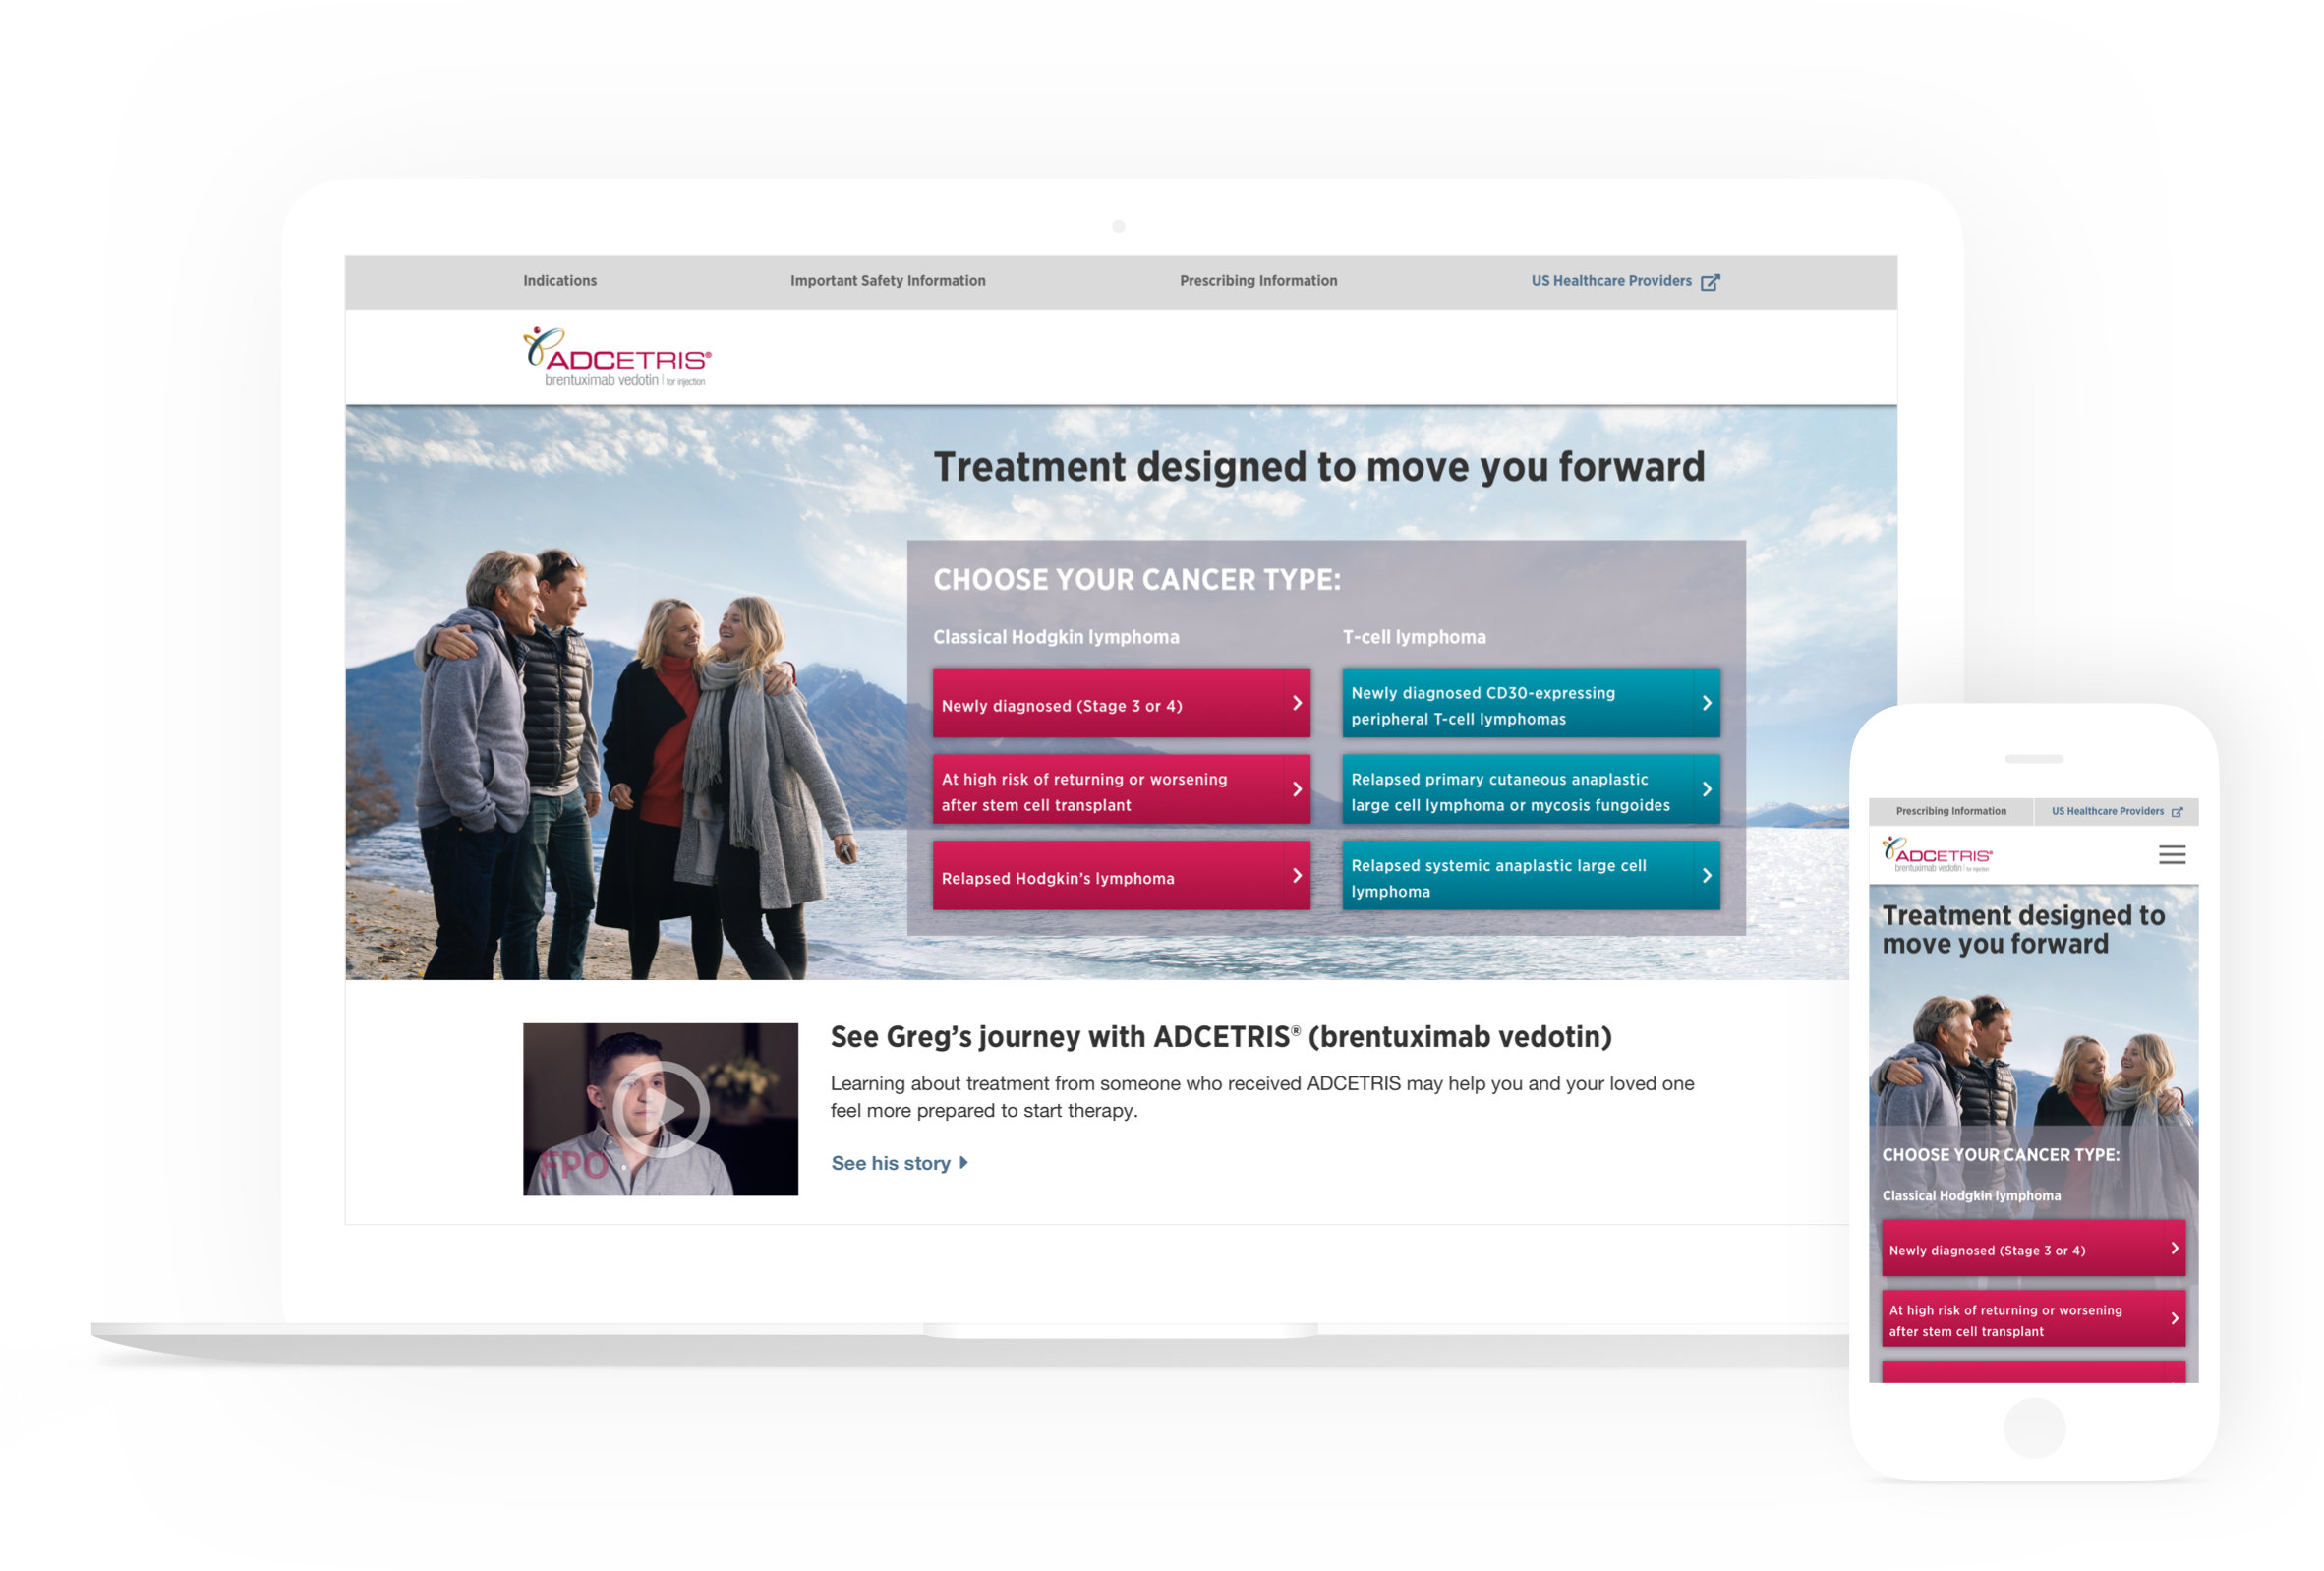 Indications
Important Safety Information
Prescribing Information
US Healthcare Providers
ADCETRIS®
brentuximab vedotin | for injection
Treatment designed to move you forward
CHOOSE YOUR CANCER TYPE:
Classical Hodgkin lymphoma
Newly diagnosed (Stage 3 or 4)
At high risk of returning or worsening
after stem cell transplant
Relapsed Hodgkin’s lymphoma
T-cell lymphoma
Newly diagnosed CD30-expressing
peripheral T-cell lymphomas
Relapsed primary cutaneous anaplastic
large cell lymphoma or mycosis fungoides
Relapsed systemic anaplastic large cell
lymphoma
FPO
See Greg’s journey with ADCETRIS® (brentuximab vedotin)
Learning about treatment from someone who received ADCETRIS may help you and your loved one
feel more prepared to start therapy.
See his story
Prescribing Information
US Healthcare Providers
ADCETRIS®
brentuximab vedotin | for injection
Treatment designed to
move you forward
CHOOSE YOUR CANCER TYPE:
Classical Hodgkin lymphoma
Newly diagnosed (Stage 3 or 4)
At high risk of returning or worsening
after stem cell transplant